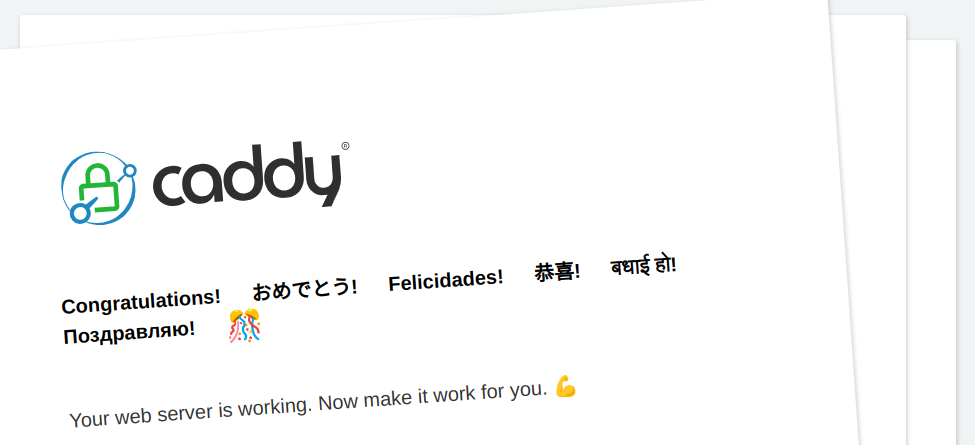 caddy®
Congratulations! おめでとう! Felicidades! 恭喜! बधाई हो!
Поздравляю! 🎊
Your web server is working. Now make it work for you. 💪